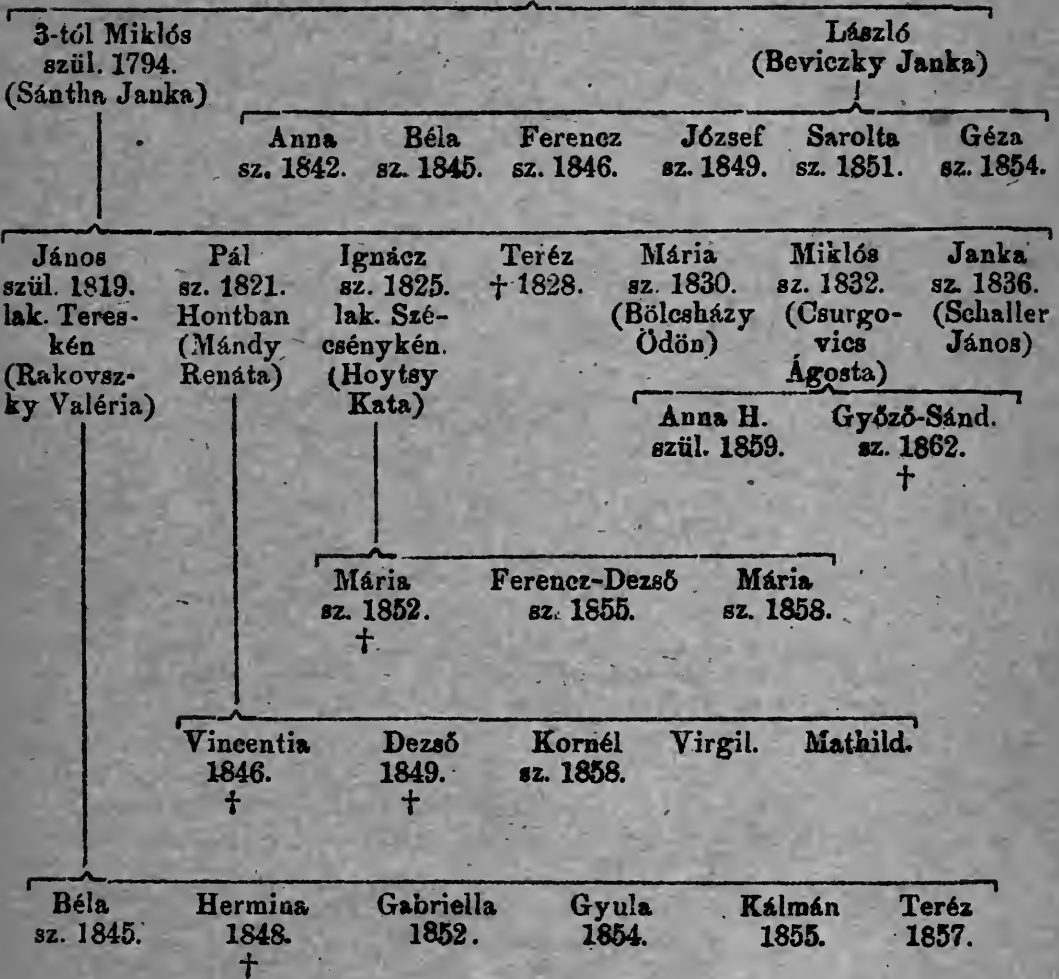 3-tól Miklós László
szül. 1794. (Beviczky Janka)
(Sántha Janka)
Anna Béla Ferencz József Sarolta Géza
sz. 1842. sz. 1845. sz. 1846. sz. 1849. sz. 1851. sz. 1854.
János Pál Ignácz Teréz Mária Miklós Janka
szül. 1819. sz. 1821. sz. 1825. † 1828. sz. 1830. sz. 1832. sz. 1836.
lak. Teres- Hontban lak. Szé- (Bölcsházy (Csurgo- (Schaller
kén (Mándy csénykén. Ödön) vics János)
(Rakovsz- Renáta) (Hoytsy Ágosta)
ky Valéria) Kata)
Anna H. Győző-Sánd.
szül. 1859. sz. 1862.
†
Mária Ferencz-Dezső Mária
sz. 1852. sz. 1855. sz. 1858.
†
Vincentia Dezső Kornél Virgil. Mathild.
1846. 1849. sz. 1858.
† †
Béla Hermina Gabriella Gyula Kálmán Teréz
sz. 1845. 1848. 1852. 1854. 1855. 1857.
†